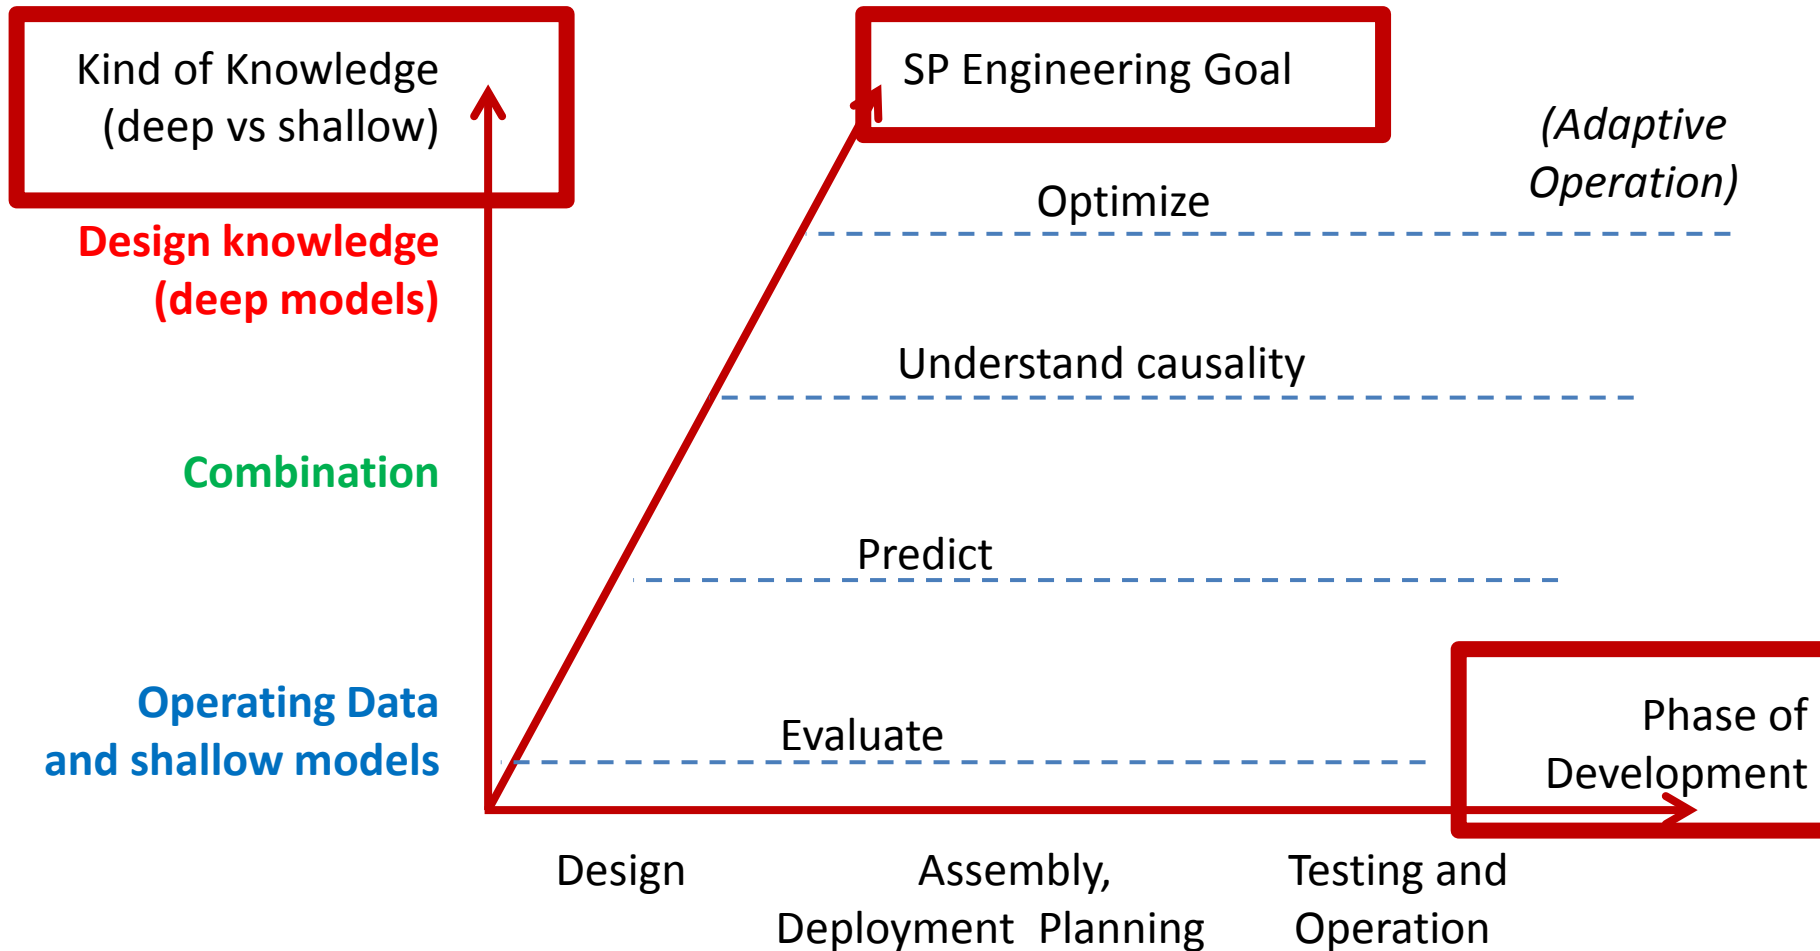 Kind of Knowledge
(deep vs shallow)
SP Engineering Goal
(Adaptive
Operation)
Optimize
Design knowledge
(deep models)
Understand causality
Combination
Predict
Operating Data
and shallow models
Evaluate
Phase of
Development
Design
Assembly,
Deployment Planning
Testing and
Operation